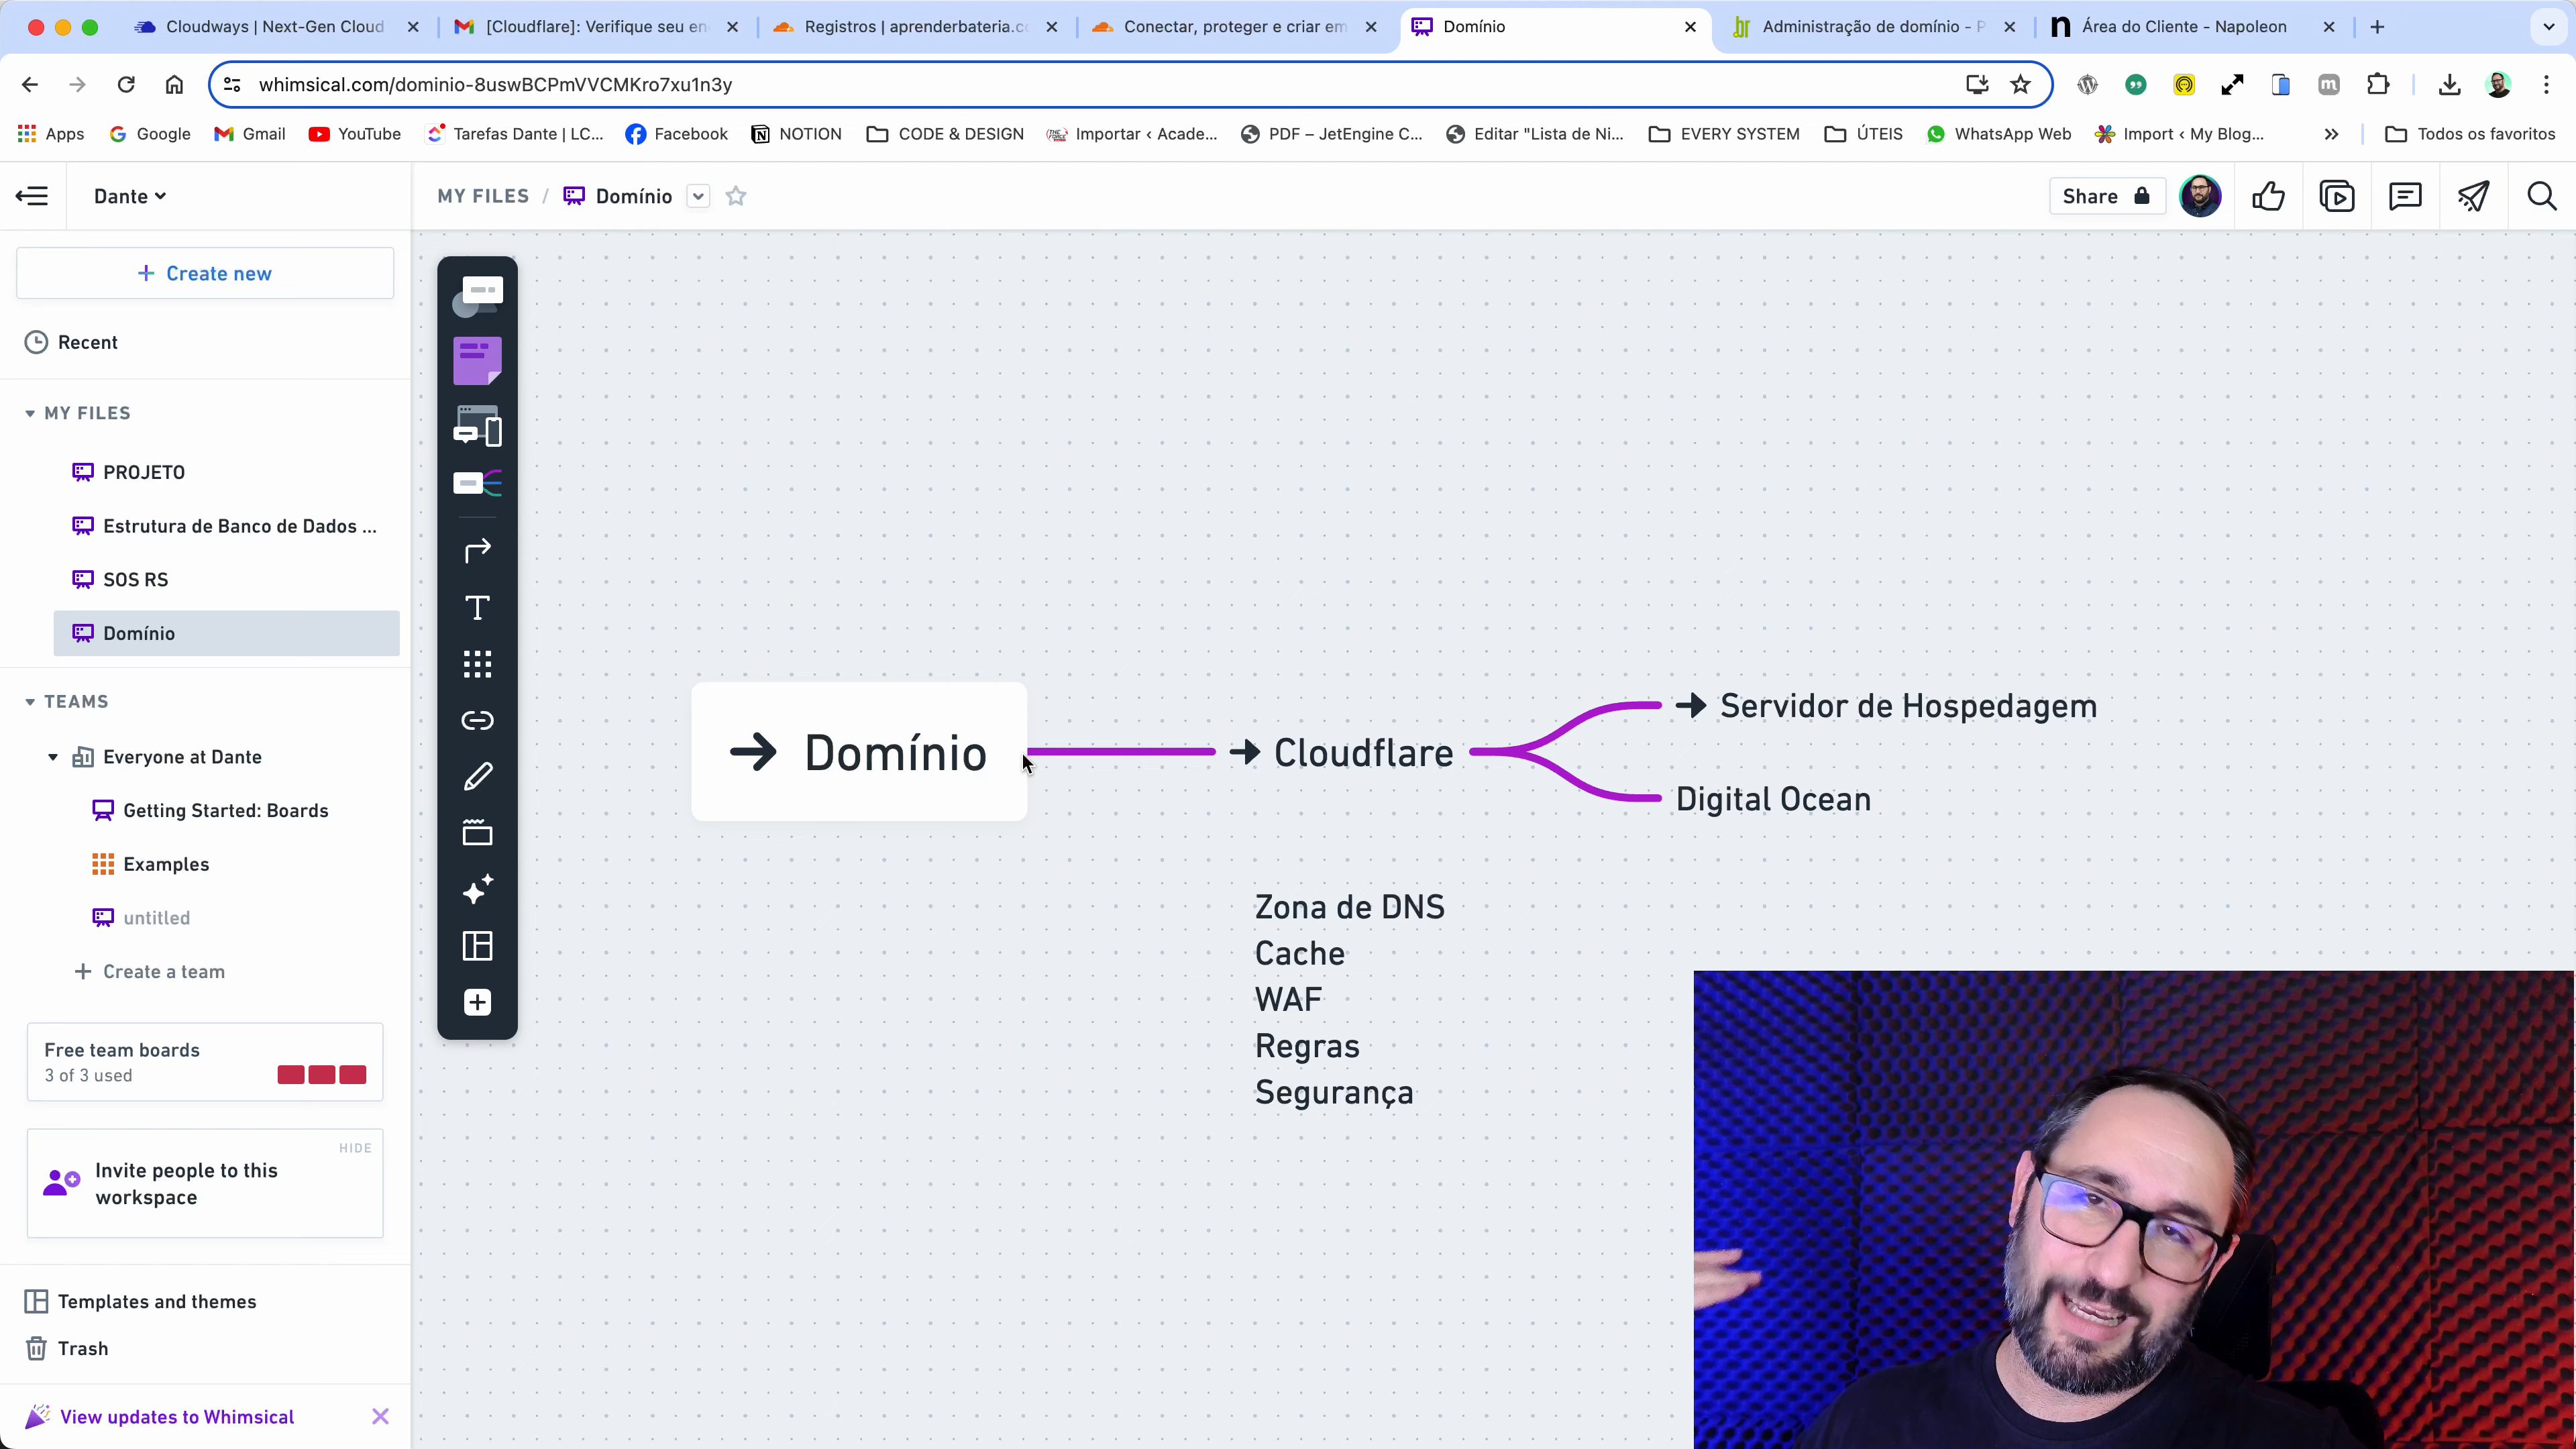 Cloudways | Next-Gen Cloud
[Cloudflare]: Verifique seu en
Registros | aprenderbateria.co
Conectar, proteger e criar em
Domínio
Administração de domínio - P
Área do Cliente - Napoleon
whimsical.com/dominio-8uswBCPmVVCMKro7xu1n3y
Apps
Google
Gmail
YouTube
Tarefas Dante | LC...
Facebook
NOTION
CODE & DESIGN
Importar ‹ Acade...
PDF – JetEngine C...
Editar "Lista de Ni...
EVERY SYSTEM
ÚTEIS
WhatsApp Web
Import ‹ My Blog...
»
Todos os favoritos
Dante
MY FILES / Domínio
Share
+ Create new
Recent
MY FILES
PROJETO
Estrutura de Banco de Dados ...
SOS RS
Domínio
TEAMS
Everyone at Dante
Getting Started: Boards
Examples
untitled
+ Create a team
Free team boards
3 of 3 used
HIDE
Invite people to this
workspace
Templates and themes
Trash
View updates to Whimsical
→ Domínio
→ Cloudflare
→ Servidor de Hospedagem
Digital Ocean
Zona de DNS
Cache
WAF
Regras
Segurança